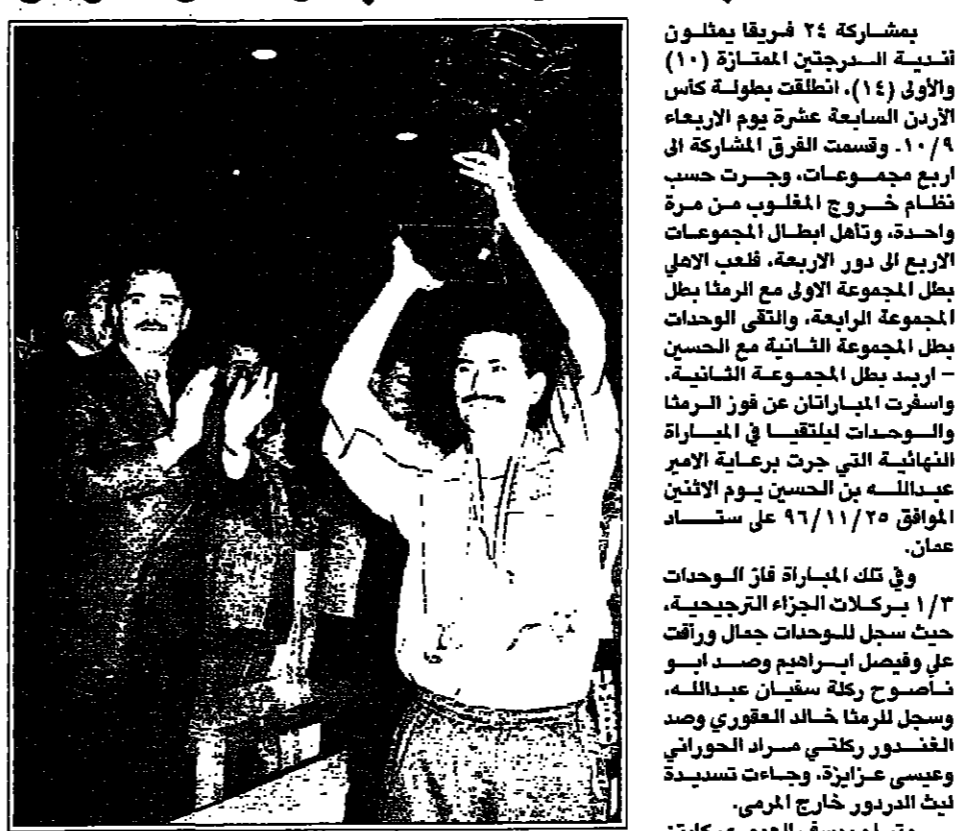 بمشاركة ٢٤ فريقا يمثلون
أندية الدرجتين الممتازة (١٠)
والأولى (١٤)، انطلقت بطولة كأس
الأردن السابعة عشرة يوم الاربعاء
١٠/٩. وقسمت الفرق المشاركة الى
اربع مجموعات، وجرت حسب
نظام خروج المغلوب من مرة
واحدة، وتأهل ابطال المجموعات
الاربع الى دور الاربعة، فلعب الاهلي
بطل المجموعة الاولى مع الرمثا بطل
المجموعة الرابعة، والتقى الوحدات
بطل المجموعة الثانية مع الحسين
– اربد بطل المجموعة الثانية،
واسفرت المباراتان عن فوز الرمثا
والوحدات ليلتقيا في المباراة
النهائية التي جرت برعاية الامير
عبدالله بن الحسين يوم الاثنين
الموافق ٩٦/١١/٢٥ على ستاد
عمان.
وفي تلك المباراة فاز الوحدات
١/٣ بركلات الجزاء الترجيحية،
حيث سجل للوحدات جمال ورأفت
علي وفيصل ابراهيم وصد ابو
ناصوح ركلة سفيان عبدالله،
وسجل للرمثا خالد العقوري وصد
الغندور ركلتي مراد الحوراني
وعيسى عزايزة، وجاءت تسديدة
ليث الدردور خارج المرمى.